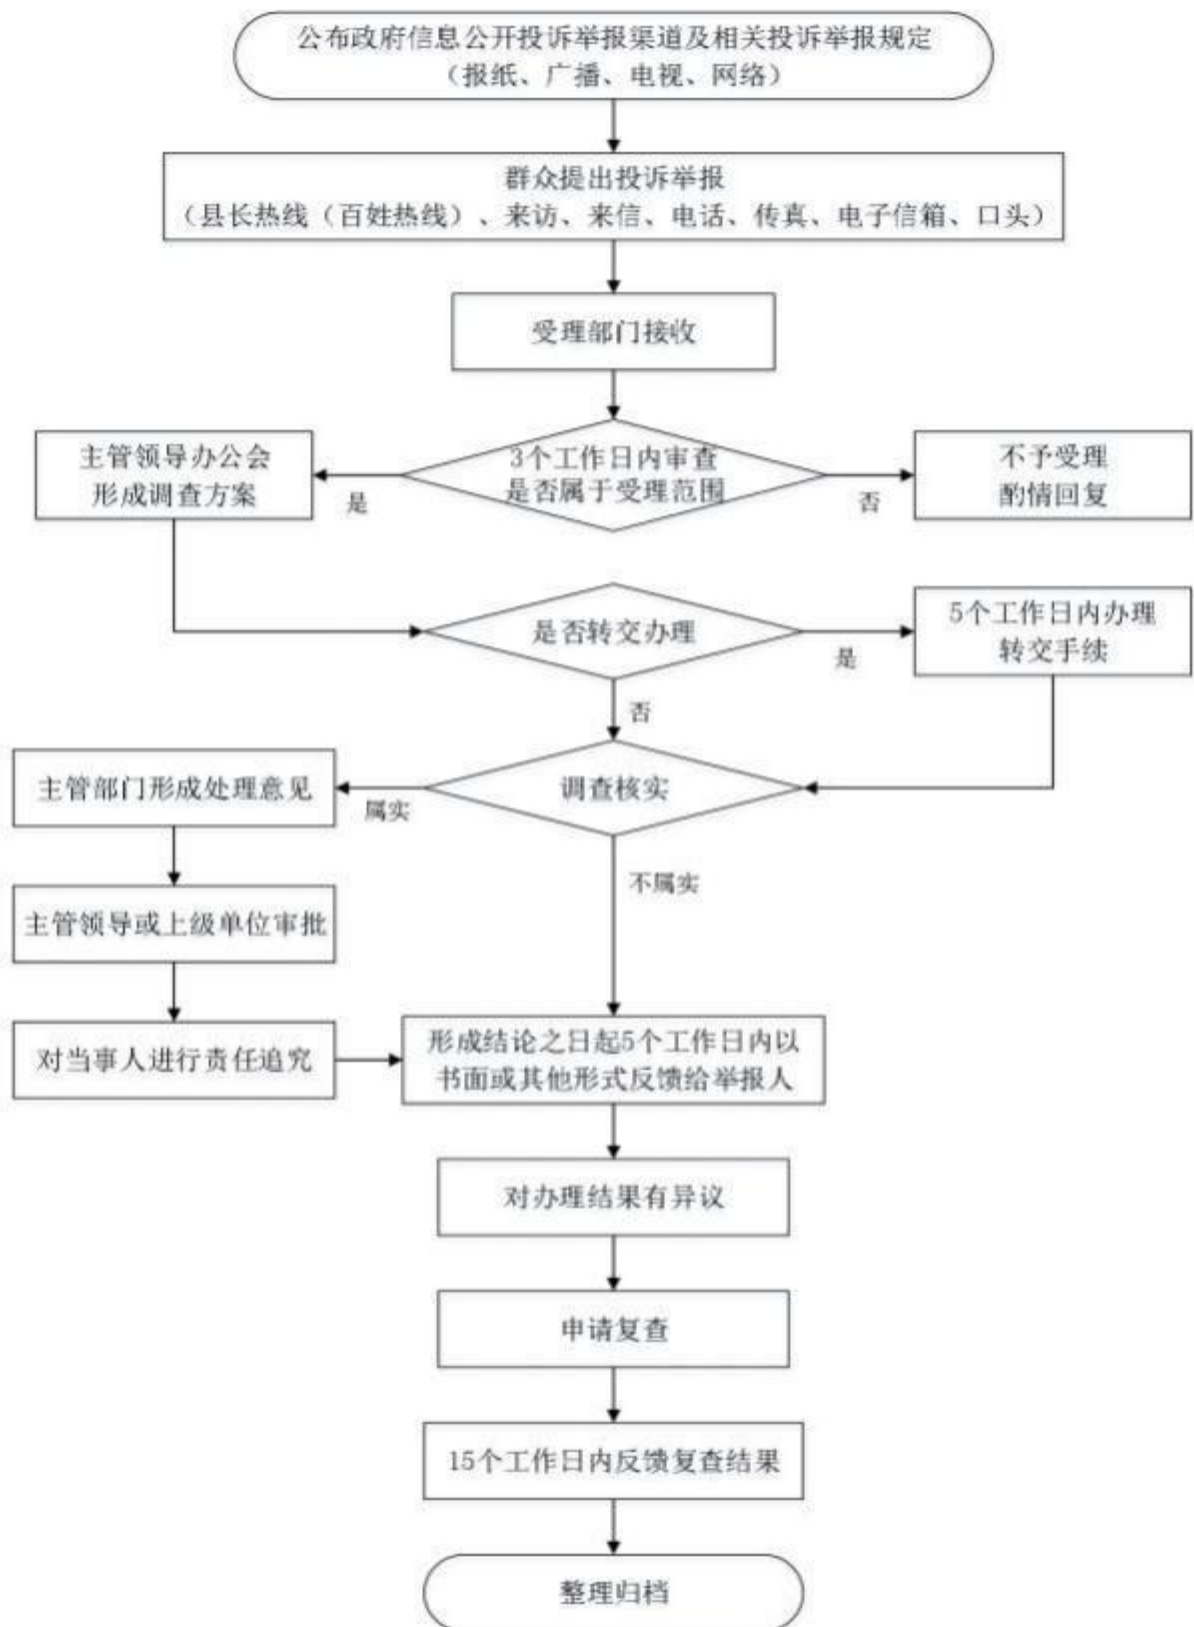 公布政府信息公开投诉举报渠道及相关投诉举报规定
（报纸、广播、电视、网络）
群众提出投诉举报
（县长热线（百姓热线）、来访、来信、电话、传真、电子信箱、口头）
受理部门接收
3个工作日内审查
是否属于受理范围
主管领导办公会
形成调查方案
是
否
不予受理
酌情回复
是否转交办理
是
5个工作日内办理
转交手续
否
调查核实
属实
主管部门形成处理意见
不属实
主管领导或上级单位审批
对当事人进行责任追究
形成结论之日起5个工作日内以
书面或其他形式反馈给举报人
对办理结果有异议
申请复查
15个工作日内反馈复查结果
整理归档